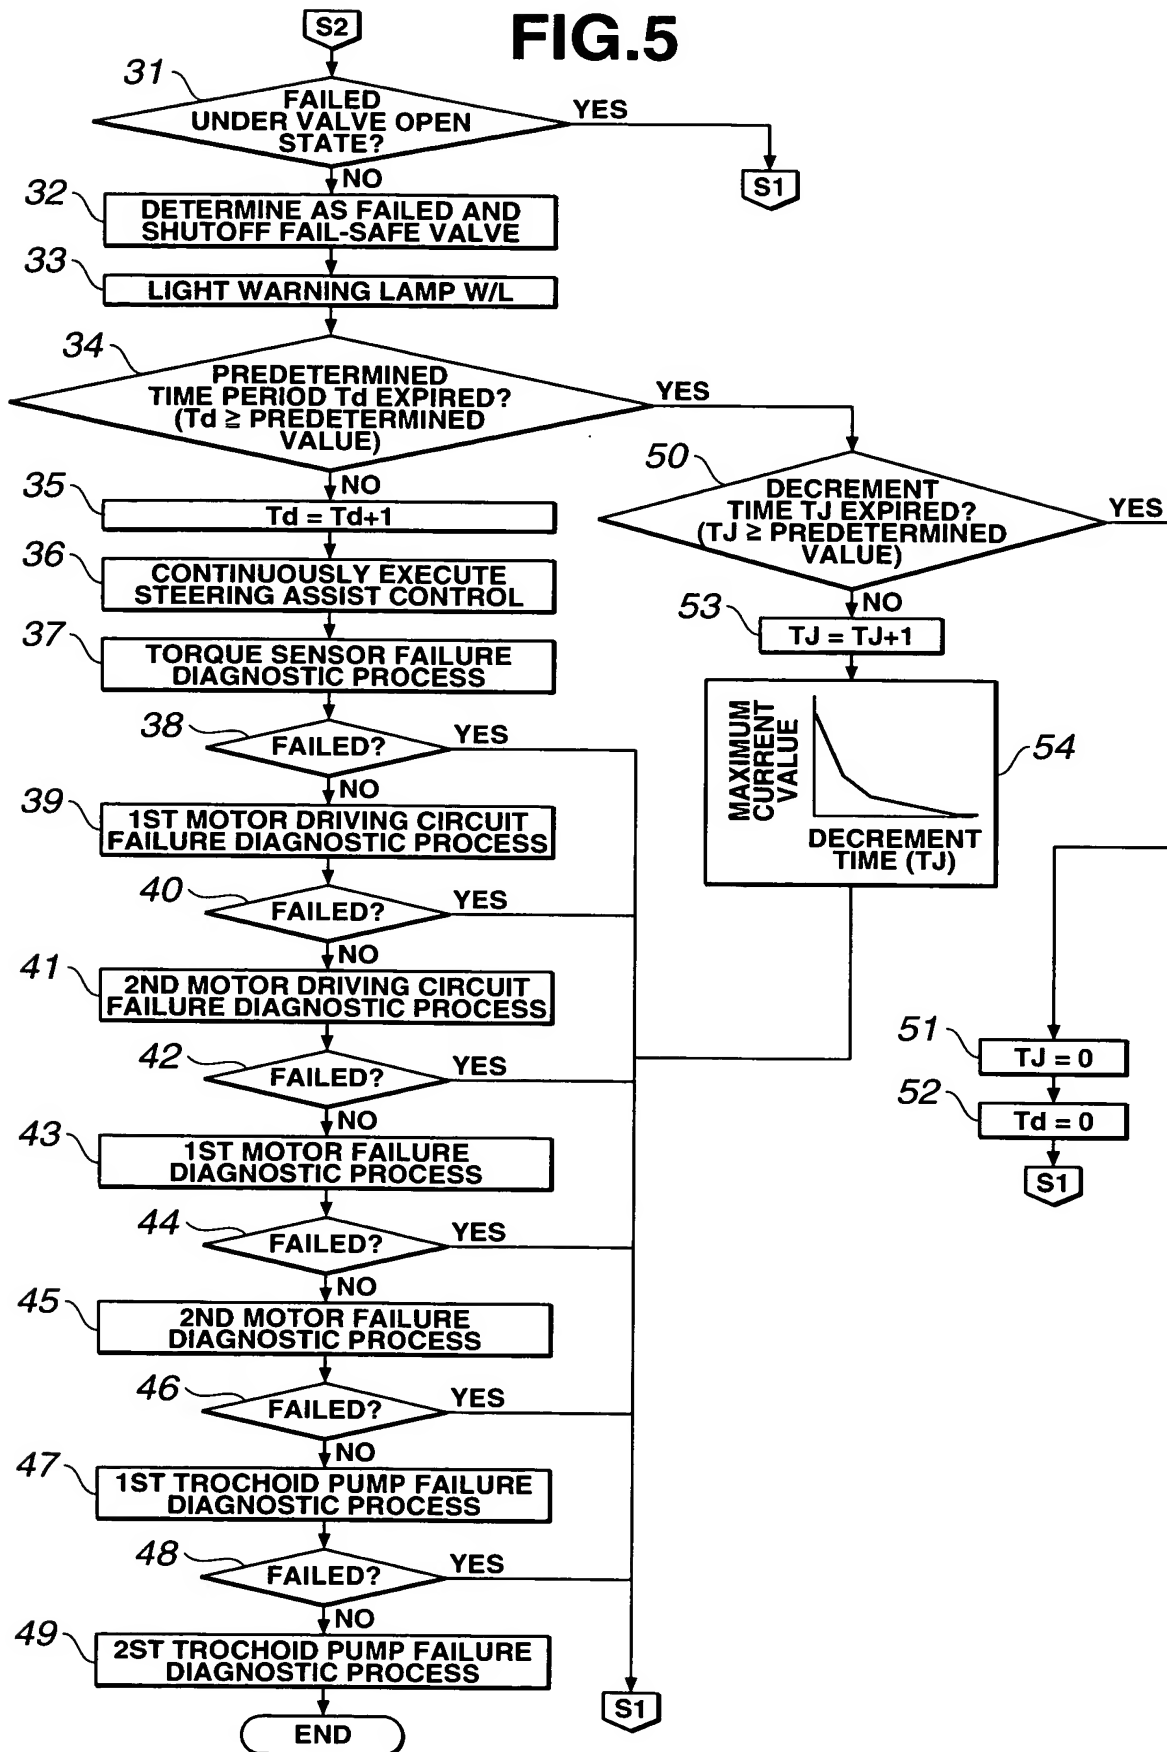 FIG.5
S2
31
FAILED
UNDER VALVE OPEN
STATE?
YES
S1
NO
32
DETERMINE AS FAILED AND
SHUTOFF FAIL-SAFE VALVE
33
LIGHT WARNING LAMP W/L
34
PREDETERMINED
TIME PERIOD Td EXPIRED?
(Td ≧ PREDETERMINED
VALUE)
YES
NO
35
Td = Td+1
36
CONTINUOUSLY EXECUTE
STEERING ASSIST CONTROL
37
TORQUE SENSOR FAILURE
DIAGNOSTIC PROCESS
38
FAILED?
YES
NO
39
1ST MOTOR DRIVING CIRCUIT
FAILURE DIAGNOSTIC PROCESS
40
FAILED?
YES
NO
41
2ND MOTOR DRIVING CIRCUIT
FAILURE DIAGNOSTIC PROCESS
42
FAILED?
YES
NO
43
1ST MOTOR FAILURE
DIAGNOSTIC PROCESS
44
FAILED?
YES
NO
45
2ND MOTOR FAILURE
DIAGNOSTIC PROCESS
46
FAILED?
YES
NO
47
1ST TROCHOID PUMP FAILURE
DIAGNOSTIC PROCESS
48
FAILED?
YES
NO
49
2ST TROCHOID PUMP FAILURE
DIAGNOSTIC PROCESS
END
S1
50
DECREMENT
TIME TJ EXPIRED?
(TJ ≥ PREDETERMINED
VALUE)
YES
NO
53
TJ = TJ+1
54
MAXIMUM
CURRENT
VALUE
DECREMENT
TIME (TJ)
51
TJ = 0
52
Td = 0
S1